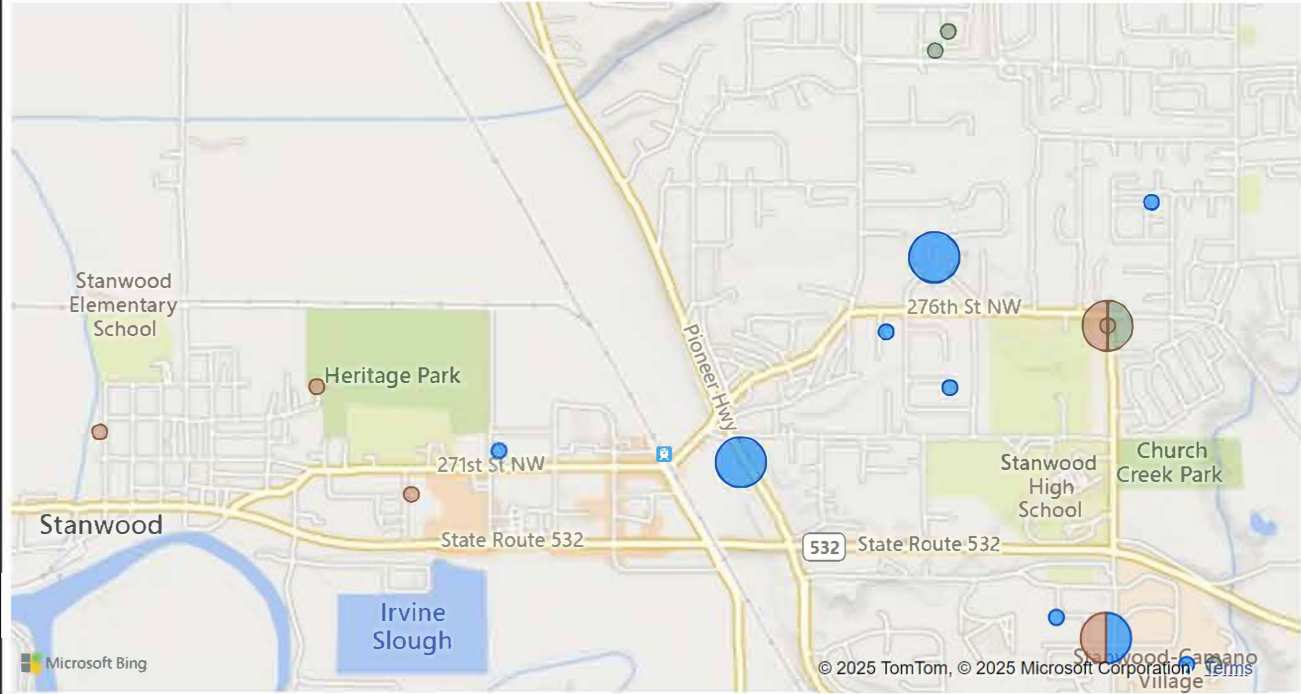 Stanwood
Elementary
School
276th St NW
Pioneer Hwy
Heritage Park
271st St NW
Stanwood
High
School
Church
Creek Park
Stanwood
State Route 532
532
State Route 532
Irvine
Slough
Stanwood-Camano
Village
Microsoft Bing
© 2025 TomTom, © 2025 Microsoft Corporation Terms